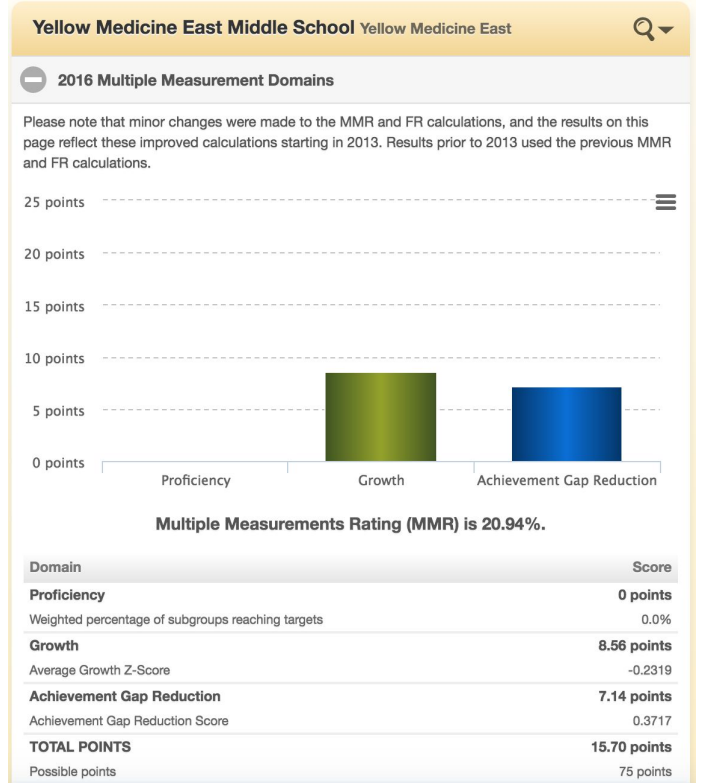 Yellow Medicine East Middle School Yellow Medicine East
2016 Multiple Measurement Domains
Please note that minor changes were made to the MMR and FR calculations, and the results on this
page reflect these improved calculations starting in 2013. Results prior to 2013 used the previous MMR
and FR calculations.
25 points
20 points
15 points
10 points
5 points
0 points
Proficiency Growth Achievement Gap Reduction
Multiple Measurements Rating (MMR) is 20.94%.
Domain Score
Proficiency 0 points
Weighted percentage of subgroups reaching targets 0.0%
Growth 8.56 points
Average Growth Z-Score -0.2319
Achievement Gap Reduction 7.14 points
Achievement Gap Reduction Score 0.3717
TOTAL POINTS 15.70 points
Possible points 75 points